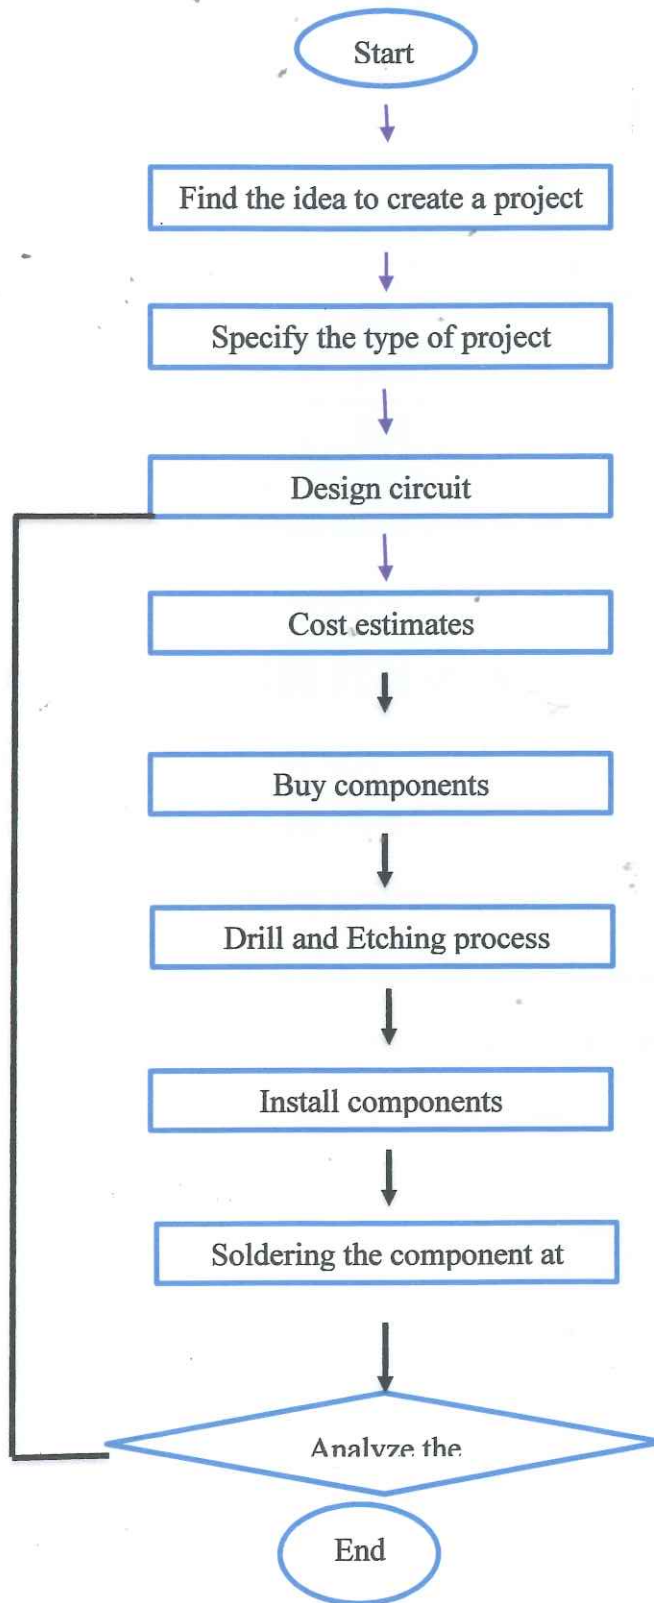 Start
Find the idea to create a project
Specify the type of project
Design circuit
Cost estimates
Buy components
Drill and Etching process
Install components
Soldering the component at
Analyze the
End